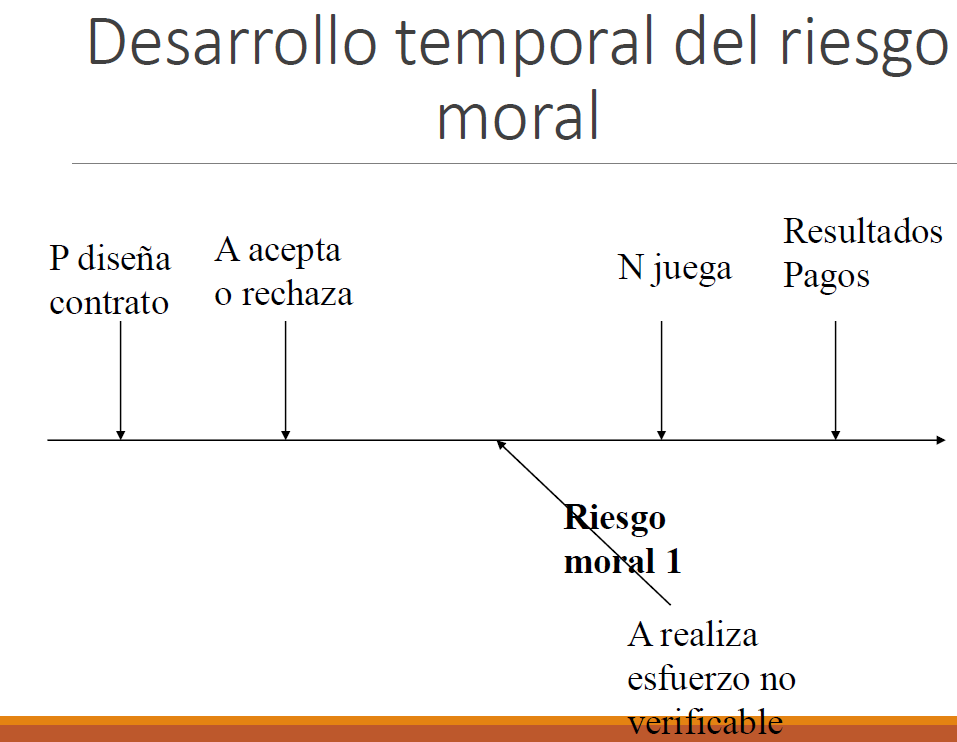 Desarrollo temporal del riesgo
moral
P diseña
contrato
A acepta
o rechaza
N juega
Resultados
Pagos
Riesgo
moral 1
A realiza
esfuerzo no
verificable